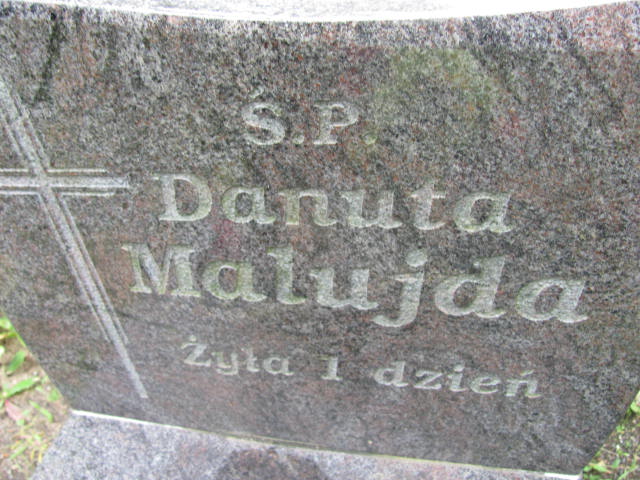 Ś.P.
Danuta
Malujda
Żyła 1 dzień